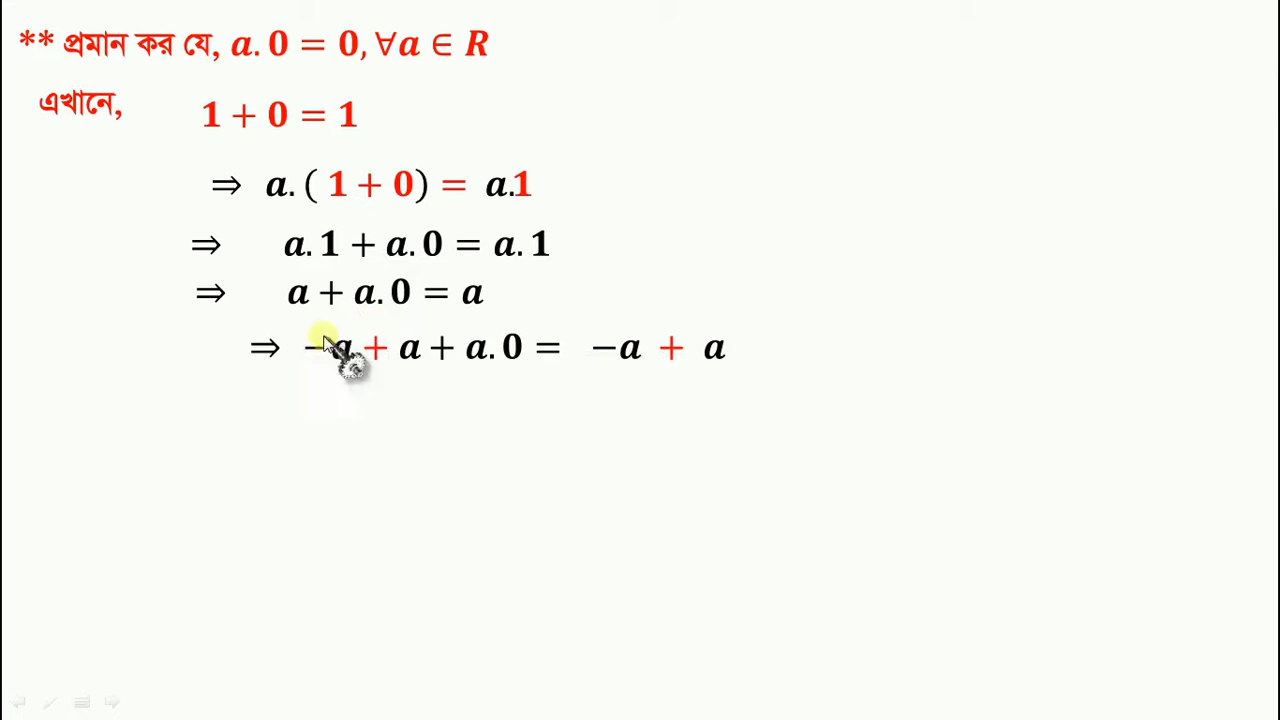 ** প্রমান কর যে, a. 0 = 0, ∀a ∈ R
এখানে, 1 + 0 = 1
⇒ a. ( 1 + 0) = a.1
⇒ a. 1 + a. 0 = a. 1
⇒ a + a. 0 = a
⇒ −a + a + a. 0 = −a + a